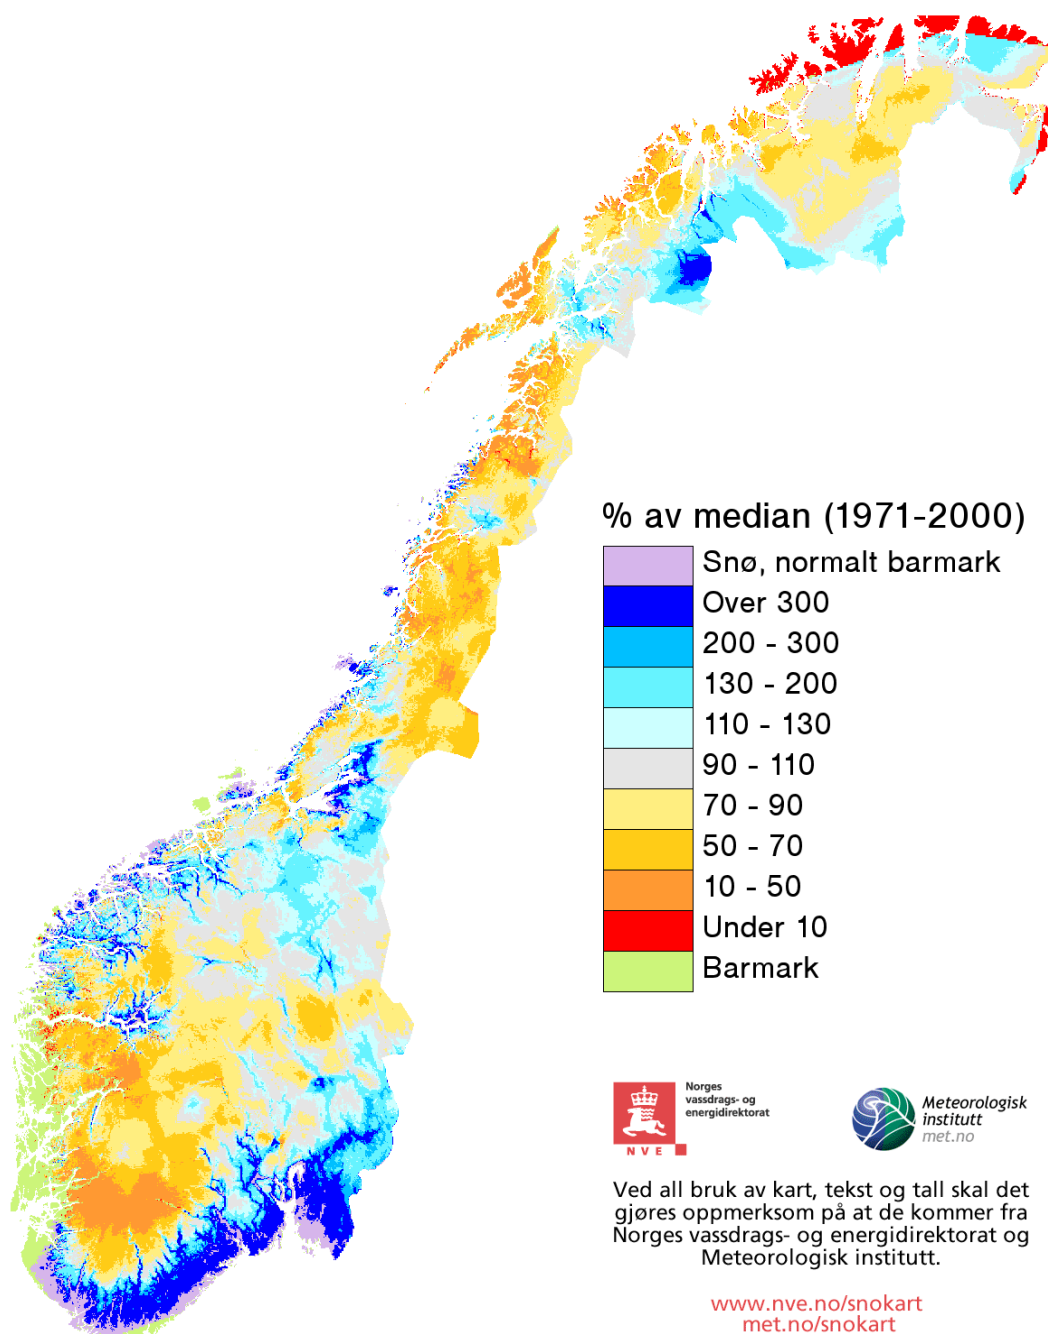 % av median (1971-2000)
Snø, normalt barmark
Over 300
200 - 300
130 - 200
110 - 130
90 - 110
70 - 90
50 - 70
10 - 50
Under 10
Barmark
Norges
vassdrags- og
energidirektorat
N V E
Meteorologisk
institutt
met.no
Ved all bruk av kart, tekst og tall skal det
gjøres oppmerksom på at de kommer fra
Norges vassdrags- og energidirektorat og
Meteorologisk institutt.
www.nve.no/snokart
met.no/snokart